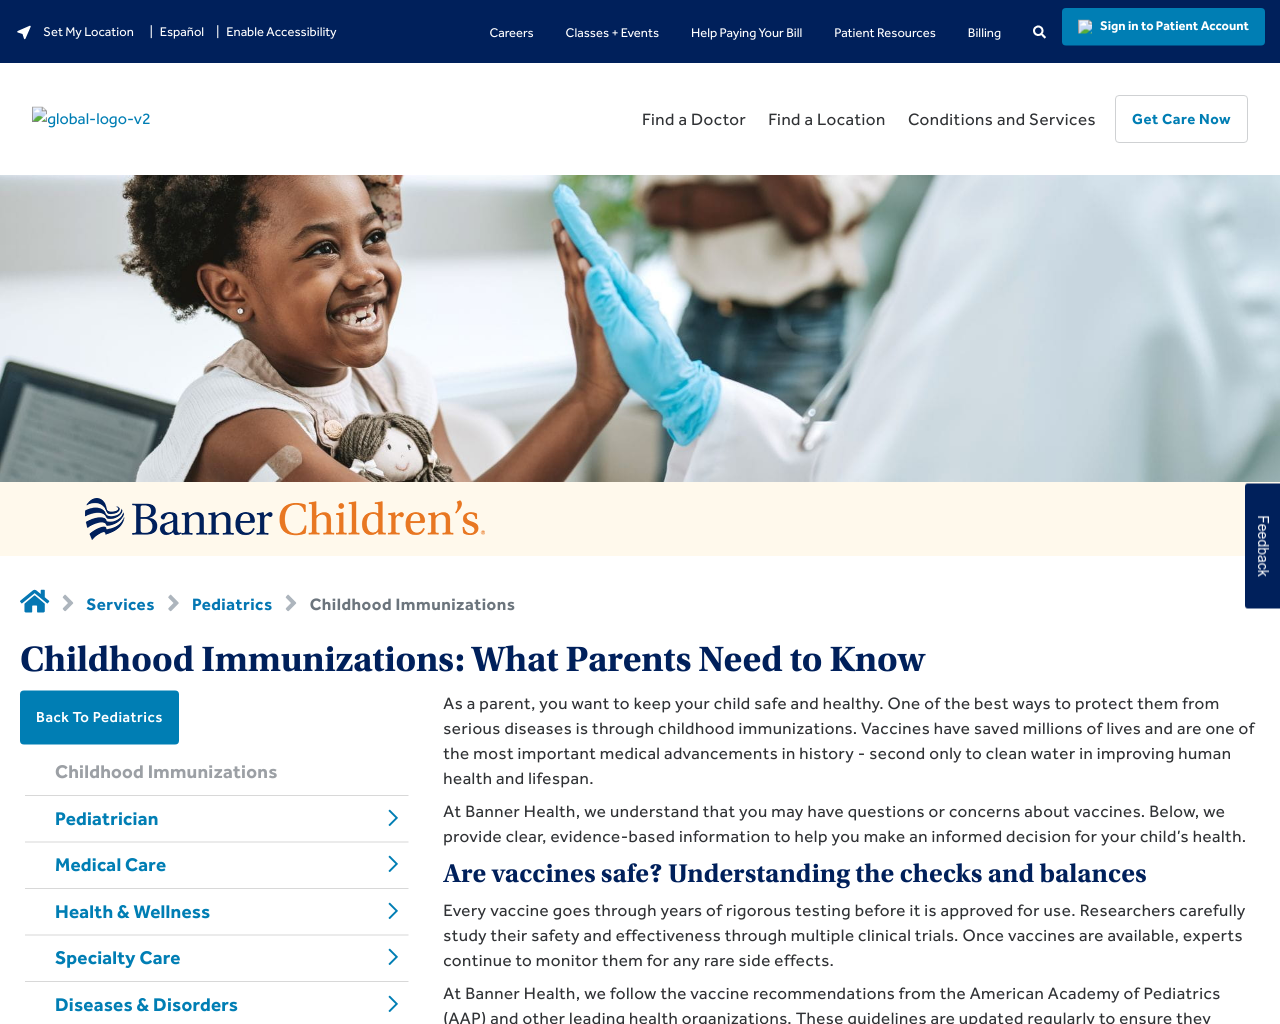 Set My Location | Español | Enable Accessibility
Careers Classes + Events Help Paying Your Bill Patient Resources Billing Sign in to Patient Account
global-logo-v2
Find a Doctor Find a Location Conditions and Services Get Care Now
Banner Children's
Feedback
Services Pediatrics Childhood Immunizations
Childhood Immunizations: What Parents Need to Know
Back To Pediatrics
Childhood Immunizations
Pediatrician
Medical Care
Health & Wellness
Specialty Care
Diseases & Disorders
As a parent, you want to keep your child safe and healthy. One of the best ways to protect them from
serious diseases is through childhood immunizations. Vaccines have saved millions of lives and are one of
the most important medical advancements in history - second only to clean water in improving human
health and lifespan.
At Banner Health, we understand that you may have questions or concerns about vaccines. Below, we
provide clear, evidence-based information to help you make an informed decision for your child's health.
Are vaccines safe? Understanding the checks and balances
Every vaccine goes through years of rigorous testing before it is approved for use. Researchers carefully
study their safety and effectiveness through multiple clinical trials. Once vaccines are available, experts
continue to monitor them for any rare side effects.
At Banner Health, we follow the vaccine recommendations from the American Academy of Pediatrics
(AAP) and other leading health organizations. These guidelines are updated regularly to ensure they